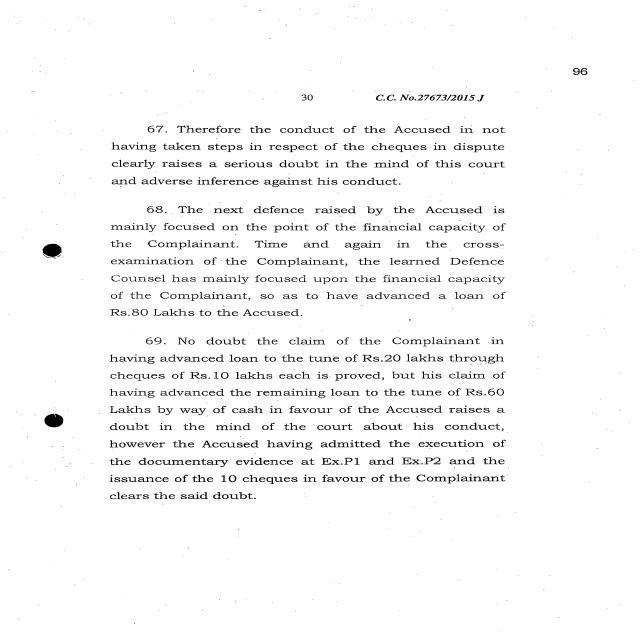 96
30 C.C. No.27673/2015 J
67. Therefore the conduct of the Accused in not
having taken steps in respect of the cheques in dispute
clearly raises a serious doubt in the mind of this court
and adverse inference against his conduct.
68. The next defence raised by the Accused is
mainly focused on the point of the financial capacity of
the Complainant. Time and again in the cross-
examination of the Complainant, the learned Defence
Counsel has mainly focused upon the financial capacity
of the Complainant, so as to have advanced a loan of
Rs.80 Lakhs to the Accused.
69. No doubt the claim of the Complainant in
having advanced loan to the tune of Rs.20 lakhs through
cheques of Rs.10 lakhs each is proved, but his claim of
having advanced the remaining loan to the tune of Rs.60
Lakhs by way of cash in favour of the Accused raises a
doubt in the mind of the court about his conduct,
however the Accused having admitted the execution of
the documentary evidence at Ex.P1 and Ex.P2 and the
issuance of the 10 cheques in favour of the Complainant
clears the said doubt.